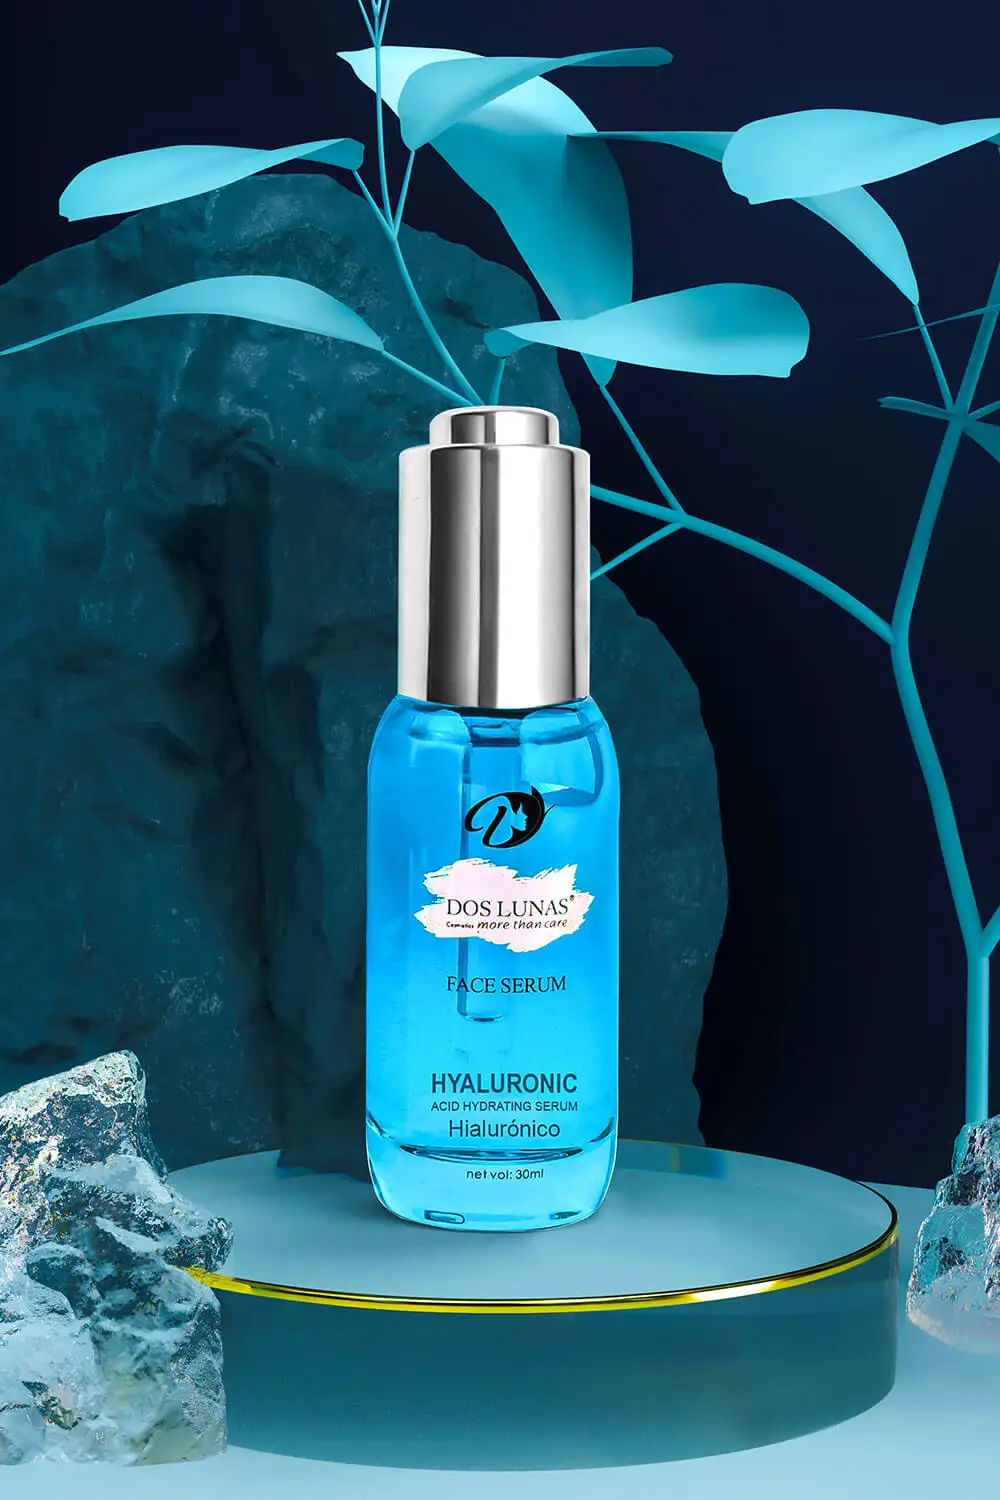 DOS LUNAS®
Cosmetics more than care
FACE SERUM
HYALURONIC
ACID HYDRATING SERUM
Hialurónico
net vol: 30ml